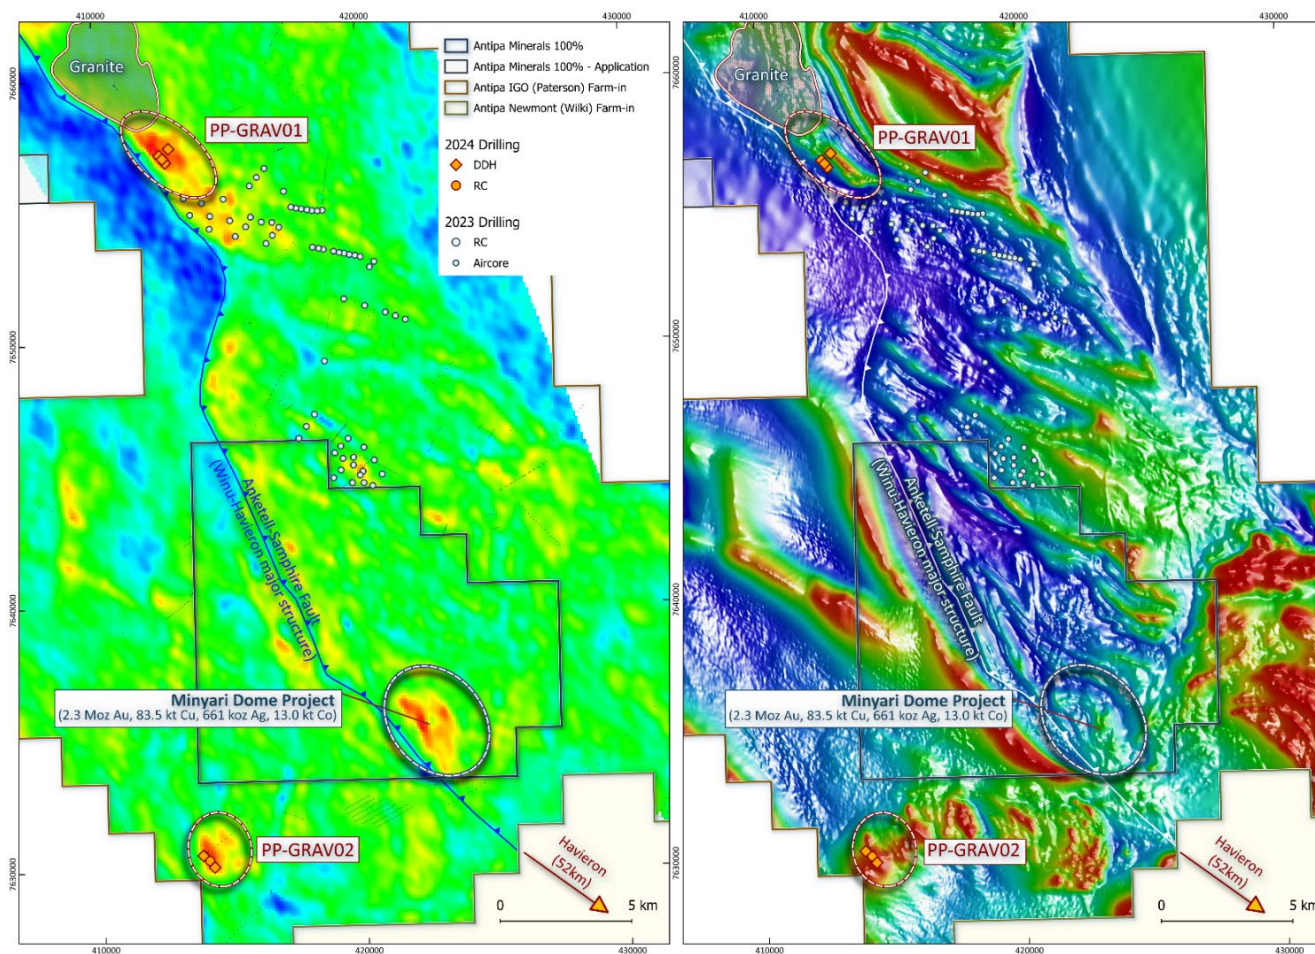 410000
420000
430000
7660000
7650000
7640000
7630000
Granite
PP-GRAV01
Antipa Minerals 100%
Antipa Minerals 100% - Application
Antipa IGO (Paterson) Farm-in
Antipa Newmont (Wilki) Farm-in
2024 Drilling
DDH
RC
2023 Drilling
RC
Aircore
Anketell-Samphire Fault
(Winu-Havieron major structure)
Minyari Dome Project
(2.3 Moz Au, 83.5 kt Cu, 661 koz Ag, 13.0 kt Co)
PP-GRAV02
Havieron
(52km)
0 5 km
410000
420000
430000
410000
420000
430000
7660000
7650000
7640000
7630000
Granite
PP-GRAV01
Anketell-Samphire Fault
(Winu-Havieron major structure)
Minyari Dome Project
(2.3 Moz Au, 83.5 kt Cu, 661 koz Ag, 13.0 kt Co)
PP-GRAV02
Havieron
(52km)
0 5 km
410000
420000
430000